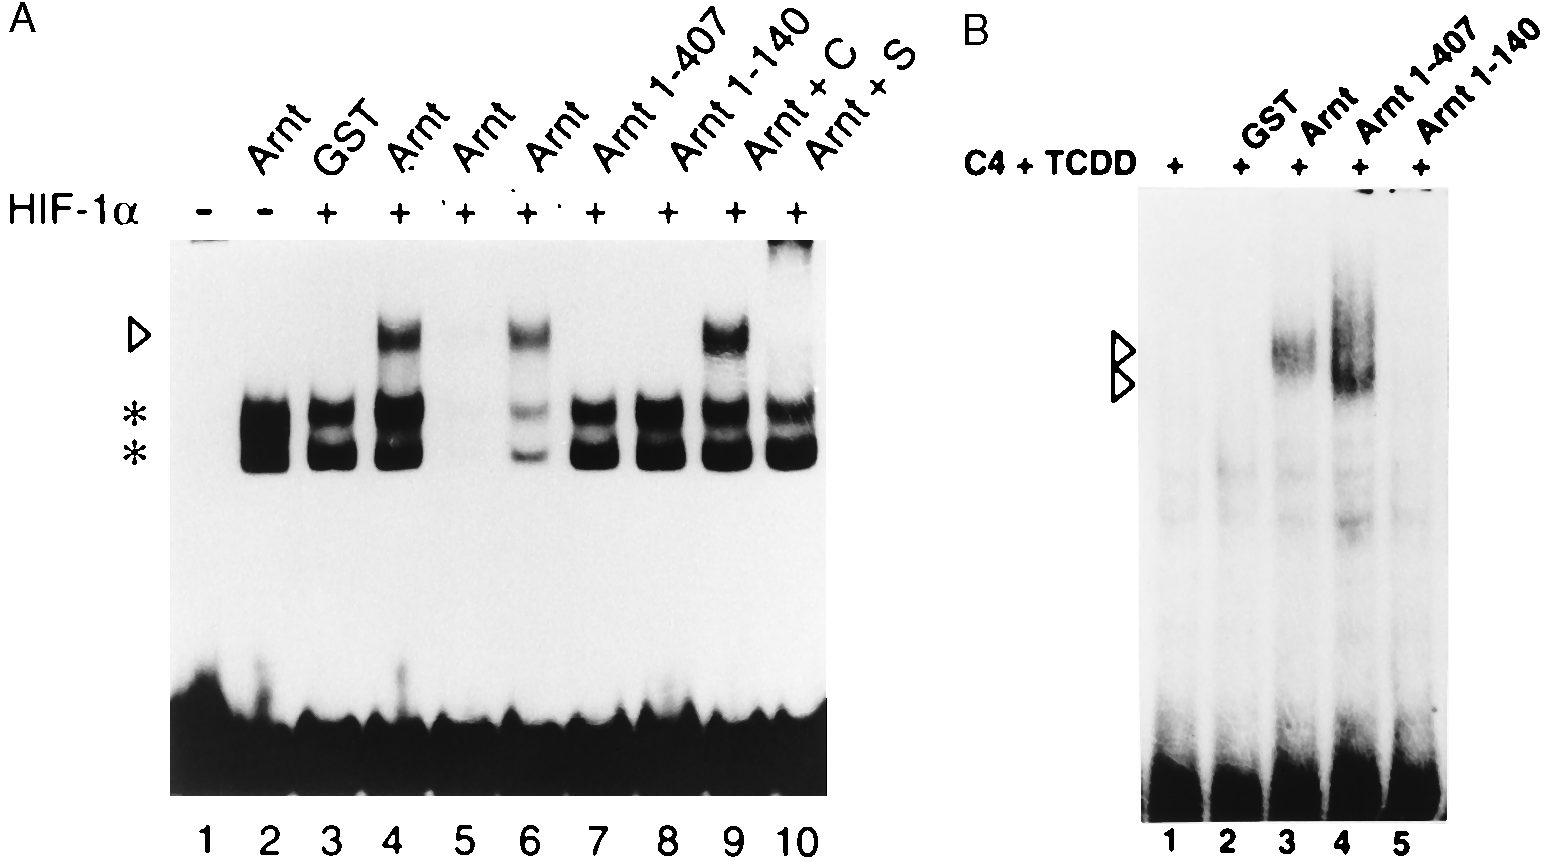 A
Arnt GST Arnt Arnt Arnt Arnt 1-407 Arnt 1-140 Arnt + C Arnt + S
HIF-1α - - + + + + + + + +
*
*
1 2 3 4 5 6 7 8 9 10
B
GST Arnt Arnt 1-407 Arnt 1-140
C4 + TCDD + + + + +
1 2 3 4 5